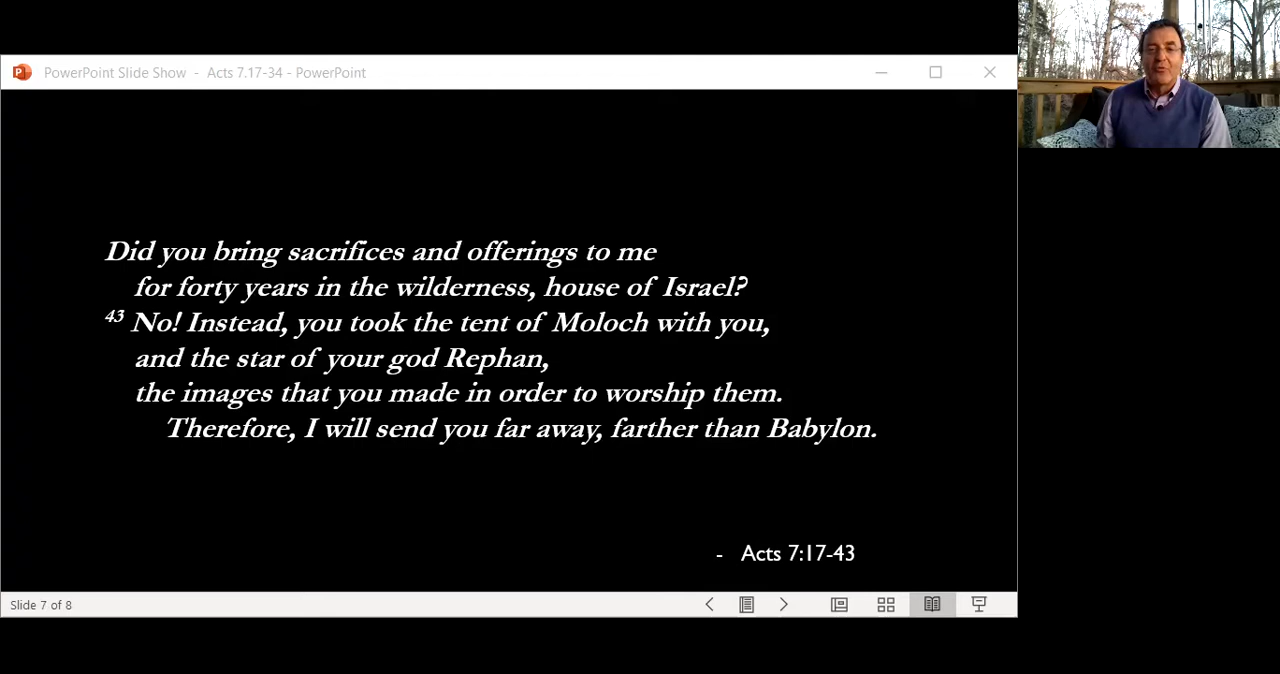 PowerPoint Slide Show - Acts 7.17-34 - PowerPoint
Did you bring sacrifices and offerings to me
for forty years in the wilderness, house of Israel?
43 No! Instead, you took the tent of Moloch with you,
and the star of your god Rephan,
the images that you made in order to worship them.
Therefore, I will send you far away, farther than Babylon.
- Acts 7:17-43
Slide 7 of 8